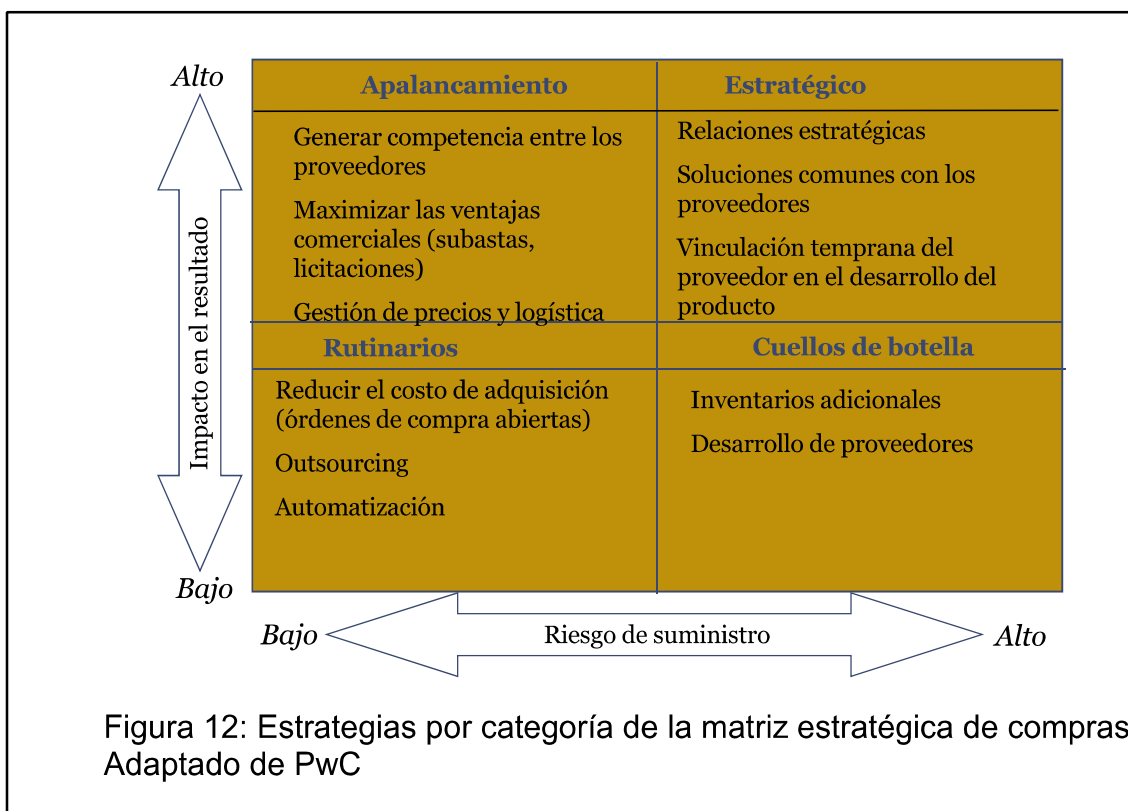 Alto
Apalancamiento
Generar competencia entre los
proveedores
Maximizar las ventajas
comerciales (subastas,
licitaciones)
Gestión de precios y logística
Estratégico
Relaciones estratégicas
Soluciones comunes con los
proveedores
Vinculación temprana del
proveedor en el desarrollo del
producto
Impacto en el resultado
Rutinarios
Reducir el costo de adquisición
(órdenes de compra abiertas)
Outsourcing
Automatización
Cuellos de botella
Inventarios adicionales
Desarrollo de proveedores
Bajo
Bajo
Riesgo de suministro
Alto
Figura 12: Estrategias por categoría de la matriz estratégica de compras
Adaptado de PwC